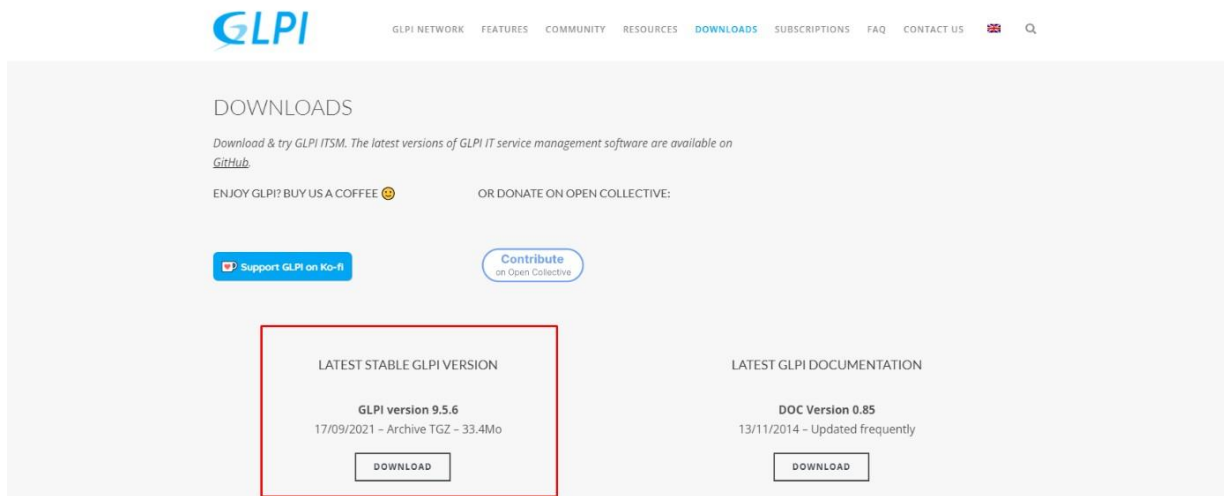 GLPI
GLPI NETWORK FEATURES COMMUNITY RESOURCES DOWNLOADS SUBSCRIPTIONS FAQ CONTACT US
DOWNLOADS
Download & try GLPI ITSM. The latest versions of GLPI IT service management software are available on
GitHub.
ENJOY GLPI? BUY US A COFFEE
OR DONATE ON OPEN COLLECTIVE:
Support GLPI on Ko-fi
Contribute
on Open Collective
LATEST STABLE GLPI VERSION
GLPI version 9.5.6
17/09/2021 – Archive TGZ – 33.4Mo
DOWNLOAD
LATEST GLPI DOCUMENTATION
DOC Version 0.85
13/11/2014 – Updated frequently
DOWNLOAD